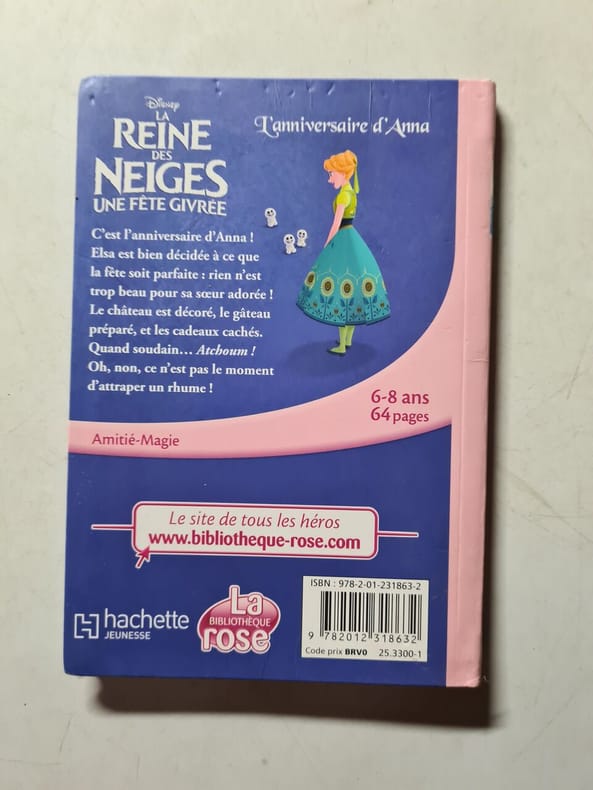 Disney
LA
REINE
DES
NEIGES
UNE FÊTE GIVRÉE
L'anniversaire d'Anna
C'est l'anniversaire d'Anna !
Elsa est bien décidée à ce que
la fête soit parfaite : rien n'est
trop beau pour sa sœur adorée !
Le château est décoré, le gâteau
préparé, et les cadeaux cachés.
Quand soudain… Atchoum !
Oh, non, ce n'est pas le moment
d'attraper un rhume !
6-8 ans
64 pages
Amitié-Magie
Le site de tous les héros
www.bibliotheque-rose.com
hachette
JEUNESSE
La
BIBLIOTHÈQUE
rose
ISBN : 978-2-01-231863-2
9 782012 318632
Code prix BRV0 25.3300-1